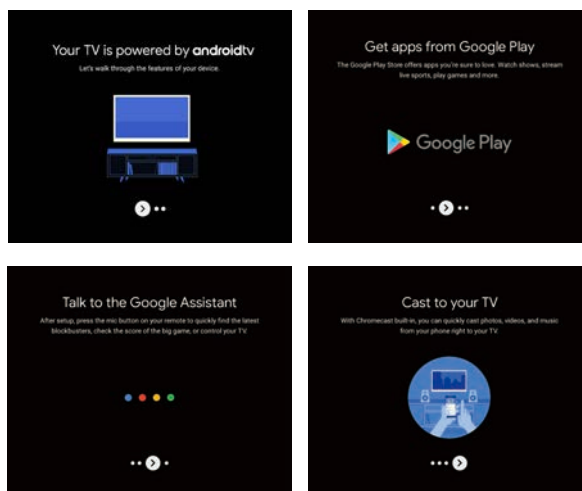 Your TV is powered by androidtv
Let's walk through the features of your device.
Get apps from Google Play
The Google Play Store offers apps you're sure to love. Watch shows, stream
live sports, play games and more.
Google Play
Talk to the Google Assistant
After setup, press the mic button on your remote to quickly find the latest
blockbusters, check the score of the big game, or control your TV.
Cast to your TV
With Chromecast built-in, you can quickly cast photos, videos, and music
from your phone right to your TV.